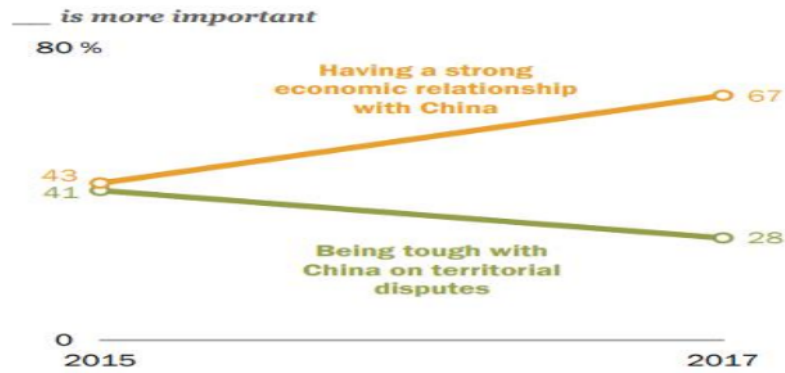 ___ is more important
80 %
Having a strong
economic relationship
with China
67
43
41
Being tough with
China on territorial
disputes
28
0
2015
2017